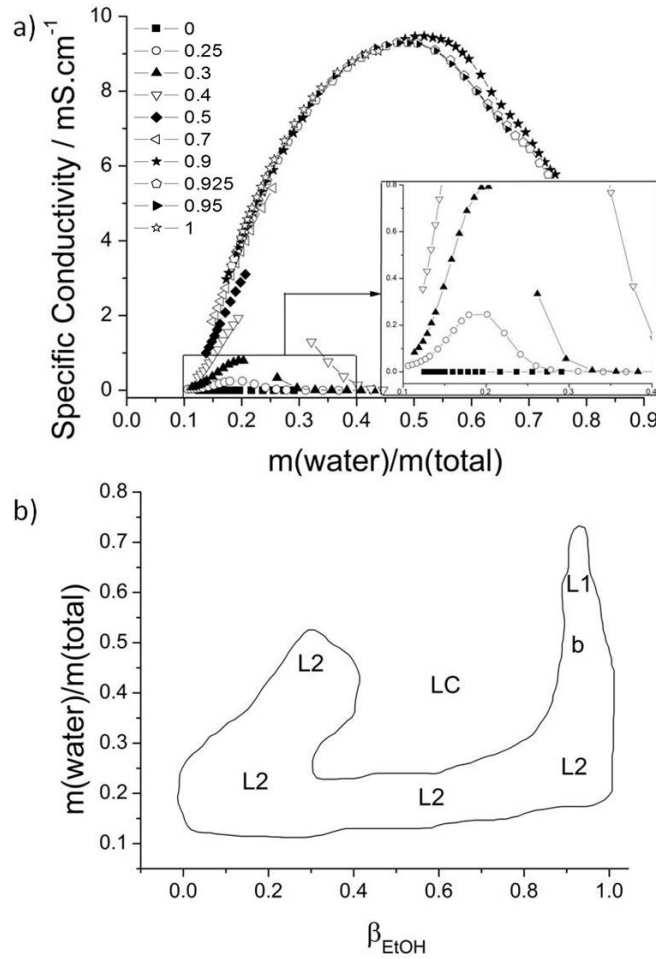 a)
10
8
6
4
2
0
Specific Conductivity / mS.cm⁻¹
0
0.25
0.3
0.4
0.5
0.7
0.9
0.925
0.95
1
0.8
0.6
0.4
0.2
0.0
0.1 0.2 0.3 0.4
0.0 0.1 0.2 0.3 0.4 0.5 0.6 0.7 0.8 0.9
m(water)/m(total)
b)
0.8
0.7
0.6
0.5
0.4
0.3
0.2
0.1
m(water)/m(total)
L1
b
L2
LC
L2
L2
L2
0.0 0.2 0.4 0.6 0.8 1.0
βEtOH